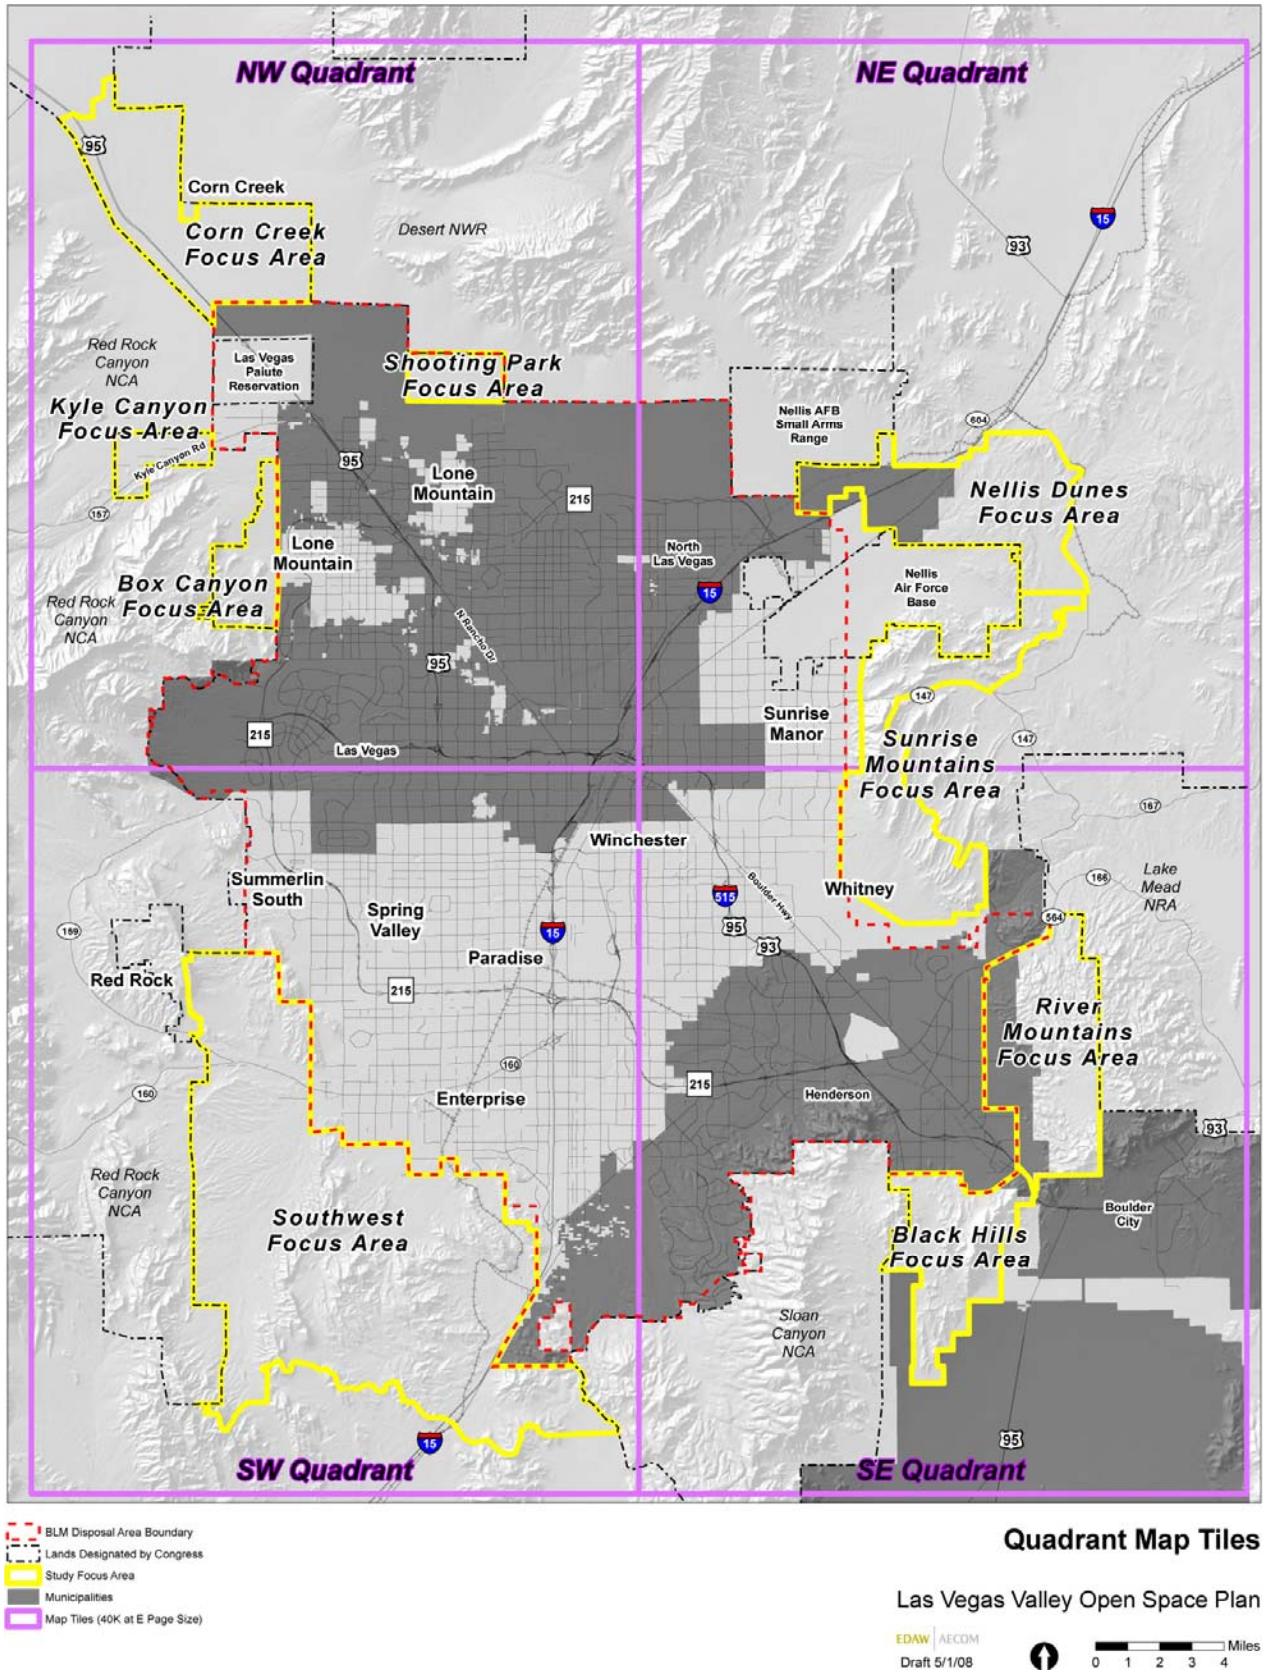 NW Quadrant
NE Quadrant
95
Corn Creek
15
Corn Creek
Focus Area
Desert NWR
93
Red Rock
Canyon
NCA
Las Vegas
Paiute
Reservation
Shooting Park
Focus Area
Kyle Canyon
Focus Area
Nellis AFB
Small Arms
Range
604
Kyle Canyon Rd
95
Lone
Mountain
215
Nellis Dunes
Focus Area
157
Lone
Mountain
North
Las Vegas
Box Canyon
Focus Area
Red Rock
Canyon
NCA
15
Nellis
Air Force
Base
N Rancho Dr
95
147
215
Las Vegas
Sunrise
Manor
Sunrise
Mountains
Focus Area
147
167
Winchester
Summerlin
South
Whitney
515
Boulder Hwy
166
Lake
Mead
NRA
Spring
Valley
159
15
95
93
564
Paradise
Red Rock
215
River
Mountains
Focus Area
160
160
Enterprise
215
Henderson
93
Red Rock
Canyon
NCA
Southwest
Focus Area
Boulder
City
Black Hills
Focus Area
Sloan
Canyon
NCA
15
95
SW Quadrant
SE Quadrant
BLM Disposal Area Boundary
Lands Designated by Congress
Study Focus Area
Municipalities
Map Tiles (40K at E Page Size)
Quadrant Map Tiles
Las Vegas Valley Open Space Plan
EDAW AECOM
Draft 5/1/08
Miles
0 1 2 3 4